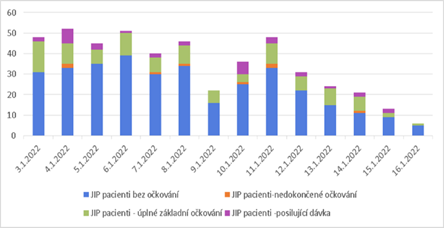 60
50
40
30
20
10
0
3.1.2022 4.1.2022 5.1.2022 6.1.2022 7.1.2022 8.1.2022 9.1.2022 10.1.2022 11.1.2022 12.1.2022 13.1.2022 14.1.2022 15.1.2022 16.1.2022
JIP pacienti bez očkování JIP pacienti-nedokončené očkování
JIP pacienti - úplné základní očkování JIP pacienti -posilující dávka